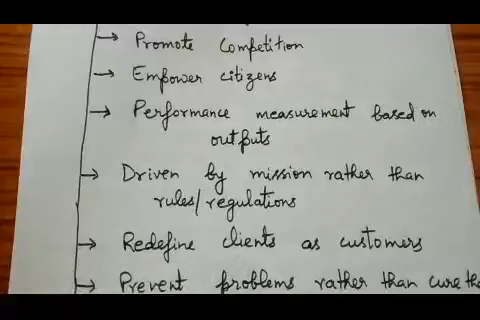 → Promote Competition
→ Empower citizens
→ Performance measurement based on
outputs
→ Driven by mission rather than
rules/regulations
→ Redefine clients as customers
→ Prevent problems rather than cure